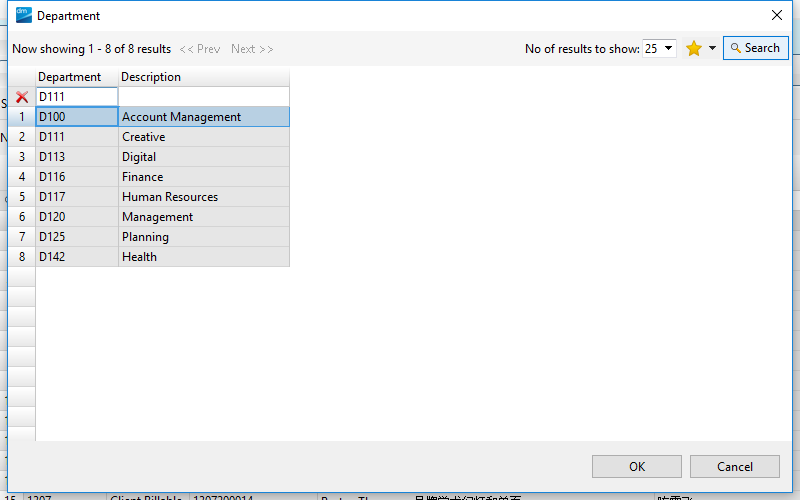 dm Department
Now showing 1 - 8 of 8 results << Prev Next >> No of results to show: 25 Search
Department Description
D111
1 D100 Account Management
2 D111 Creative
3 D113 Digital
4 D116 Finance
5 D117 Human Resources
6 D120 Management
7 D125 Planning
8 D142 Health
OK Cancel